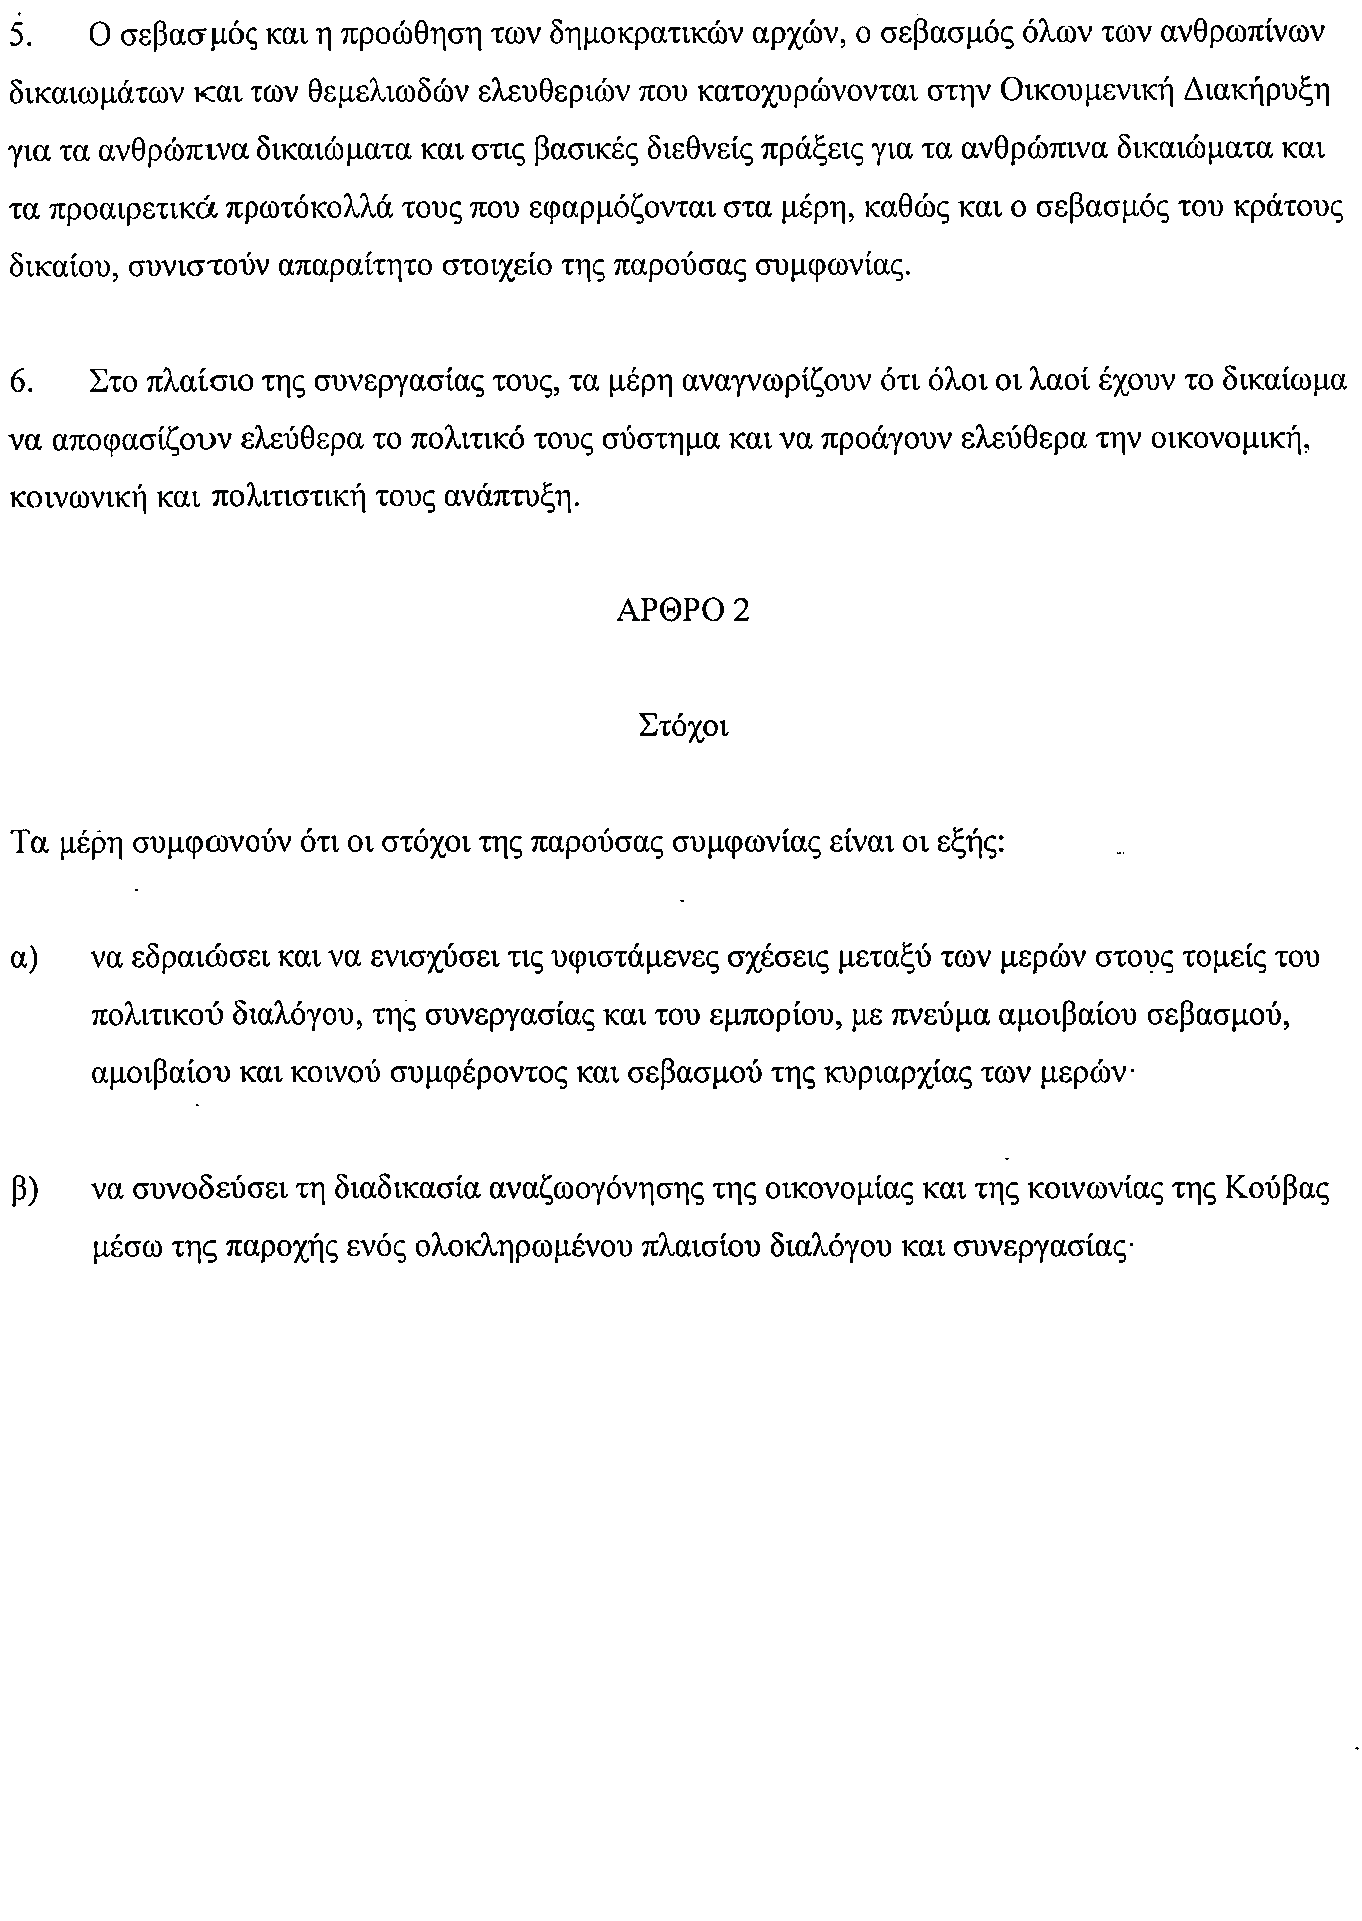 5. Ο σεβασμός και η προώθηση των δημοκρατικών αρχών, ο σεβασμός όλων των ανθρωπίνων
δικαιωμάτων και των θεμελιωδών ελευθεριών που κατοχυρώνονται στην Οικουμενική Διακήρυξη
για τα ανθρώπινα δικαιώματα και στις βασικές διεθνείς πράξεις για τα ανθρώπινα δικαιώματα και
τα προαιρετικά πρωτόκολλά τους που εφαρμόζονται στα μέρη, καθώς και ο σεβασμός του κράτους
δικαίου, συνιστούν απαραίτητο στοιχείο της παρούσας συμφωνίας.
6. Στο πλαίσιο της συνεργασίας τους, τα μέρη αναγνωρίζουν ότι όλοι οι λαοί έχουν το δικαίωμα
να αποφασίζουν ελεύθερα το πολιτικό τους σύστημα και να προάγουν ελεύθερα την οικονομική,
κοινωνική και πολιτιστική τους ανάπτυξη.
ΑΡΘΡΟ 2
Στόχοι
Τα μέρη συμφωνούν ότι οι στόχοι της παρούσας συμφωνίας είναι οι εξής:
α) να εδραιώσει και να ενισχύσει τις υφιστάμενες σχέσεις μεταξύ των μερών στους τομείς του
πολιτικού διαλόγου, της συνεργασίας και του εμπορίου, με πνεύμα αμοιβαίου σεβασμού,
αμοιβαίου και κοινού συμφέροντος και σεβασμού της κυριαρχίας των μερών·
β) να συνοδεύσει τη διαδικασία αναζωογόνησης της οικονομίας και της κοινωνίας της Κούβας
μέσω της παροχής ενός ολοκληρωμένου πλαισίου διαλόγου και συνεργασίας·